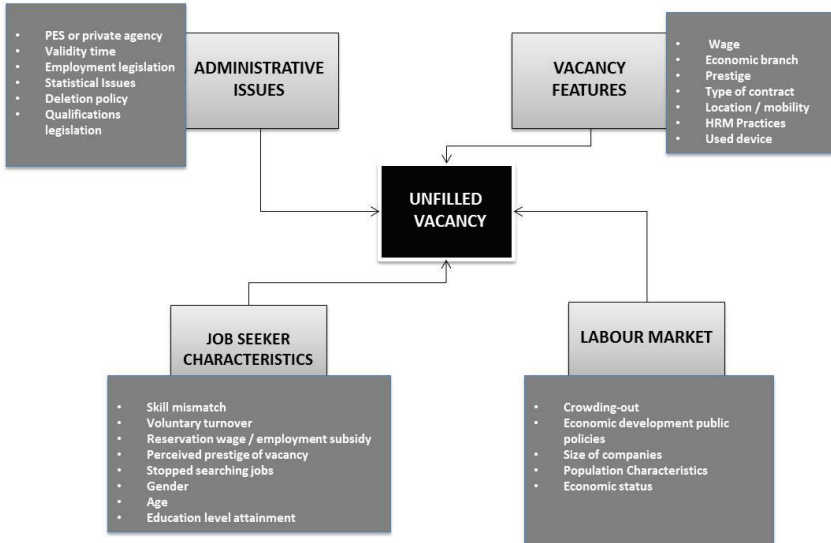 • PES or private agency
• Validity time
• Employment legislation
• Statistical Issues
• Deletion policy
• Qualifications
legislation
ADMINISTRATIVE
ISSUES
VACANCY
FEATURES
• Wage
• Economic branch
• Prestige
• Type of contract
• Location / mobility
• HRM Practices
• Used device
UNFILLED
VACANCY
JOB SEEKER
CHARACTERISTICS
• Skill mismatch
• Voluntary turnover
• Reservation wage / employment subsidy
• Perceived prestige of vacancy
• Stopped searching jobs
• Gender
• Age
• Education level attainment
LABOUR MARKET
• Crowding-out
• Economic development public
policies
• Size of companies
• Population Characteristics
• Economic status